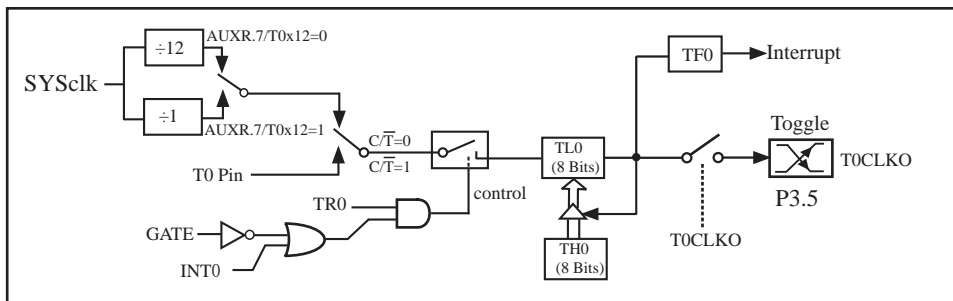 AUXR.7/T0x12=0
÷12
SYSclk
÷1
AUXR.7/T0x12=1
C/T̅=0
C/T̅=1
T0 Pin
TR0
GATE
INT0
control
TL0
(8 Bits)
TH0
(8 Bits)
TF0
Interrupt
Toggle
T0CLKO
P3.5
T0CLKO